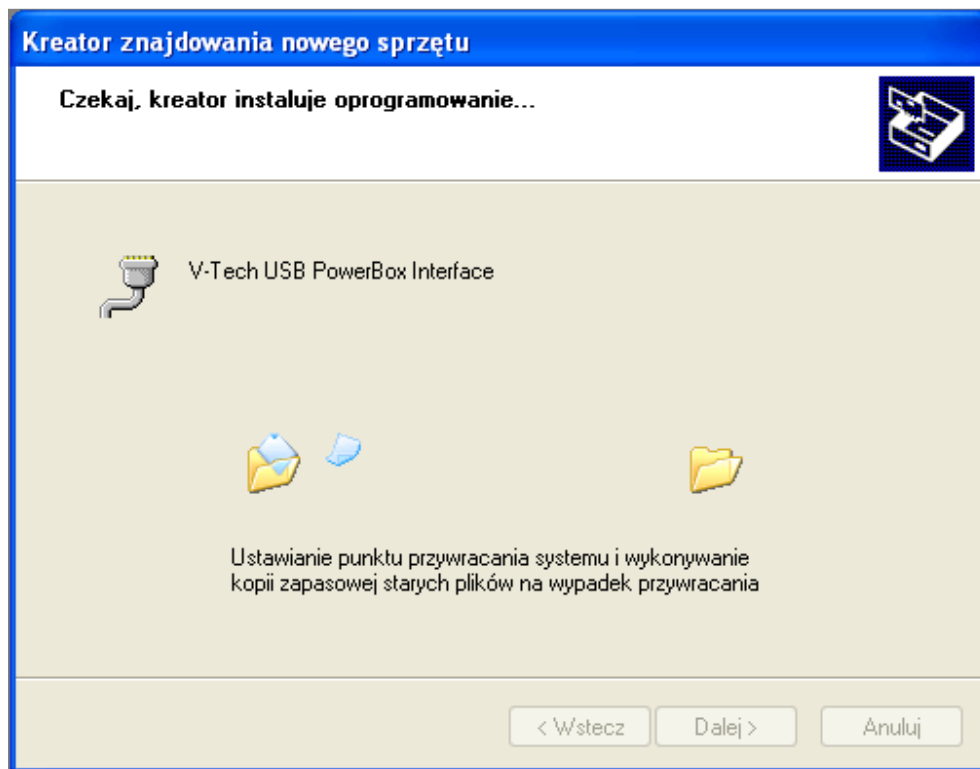 Kreator znajdowania nowego sprzętu
Czekaj, kreator instaluje oprogramowanie...
V-Tech USB PowerBox Interface
Ustawianie punktu przywracania systemu i wykonywanie
kopii zapasowej starych plików na wypadek przywracania
< Wstecz
Dalej >
Anuluj